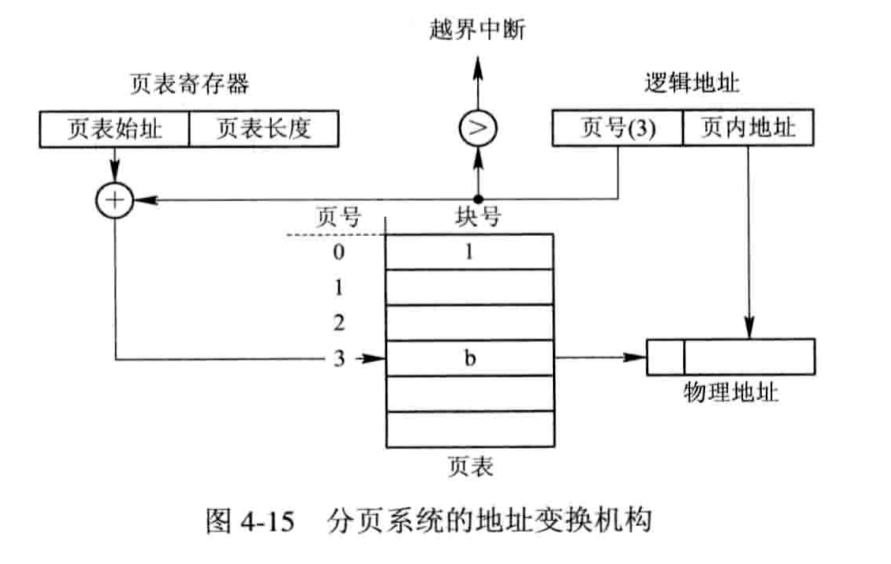 越界中断
页表寄存器
逻辑地址
页表始址 页表长度
>
页号(3) 页内地址
+
页号 块号
0 1
1
2
3 b
物理地址
页表
图 4-15 分页系统的地址变换机构